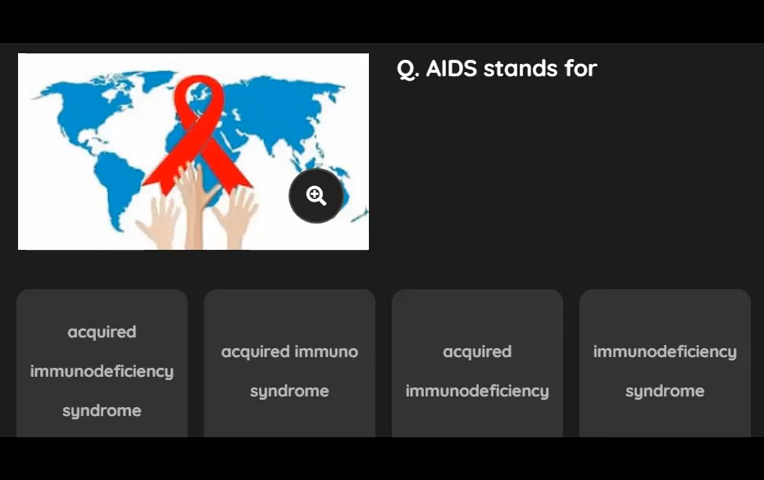 Q. AIDS stands for
acquired
immunodeficiency
syndrome
acquired immuno
syndrome
acquired
immunodeficiency
immunodeficiency
syndrome